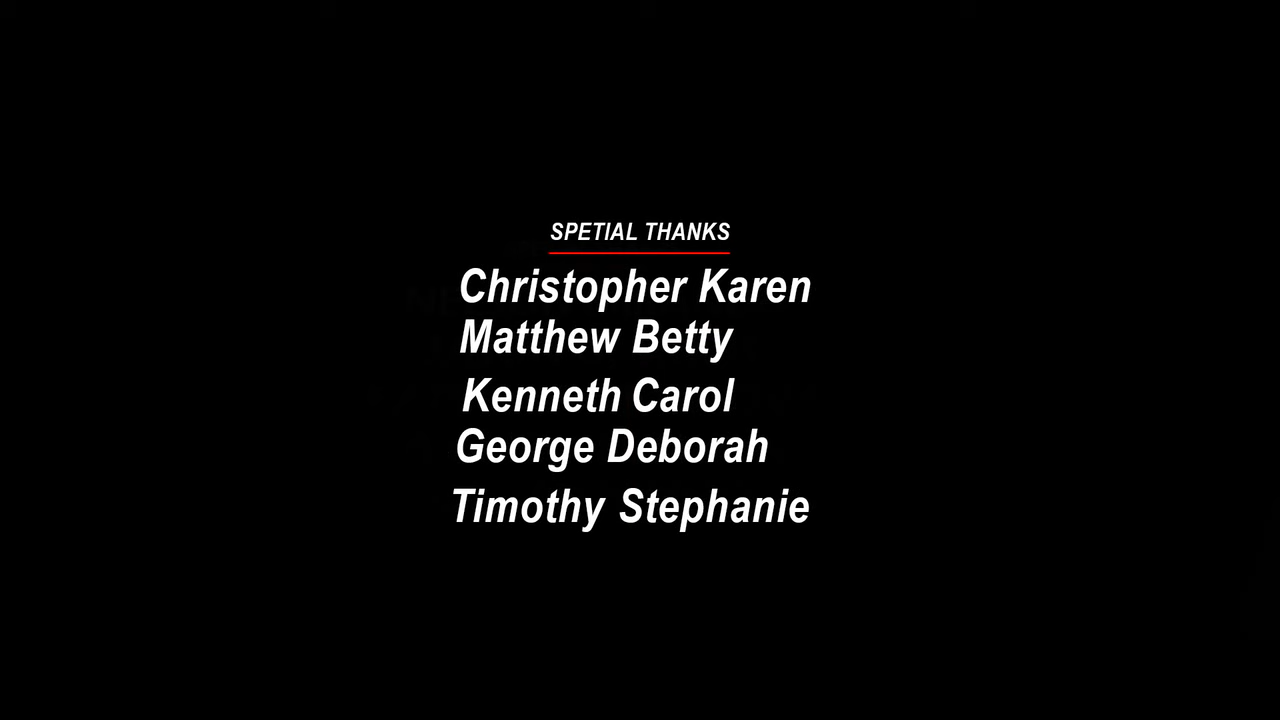 SPETIAL THANKS
Christopher Karen
Matthew Betty
Kenneth Carol
George Deborah
Timothy Stephanie